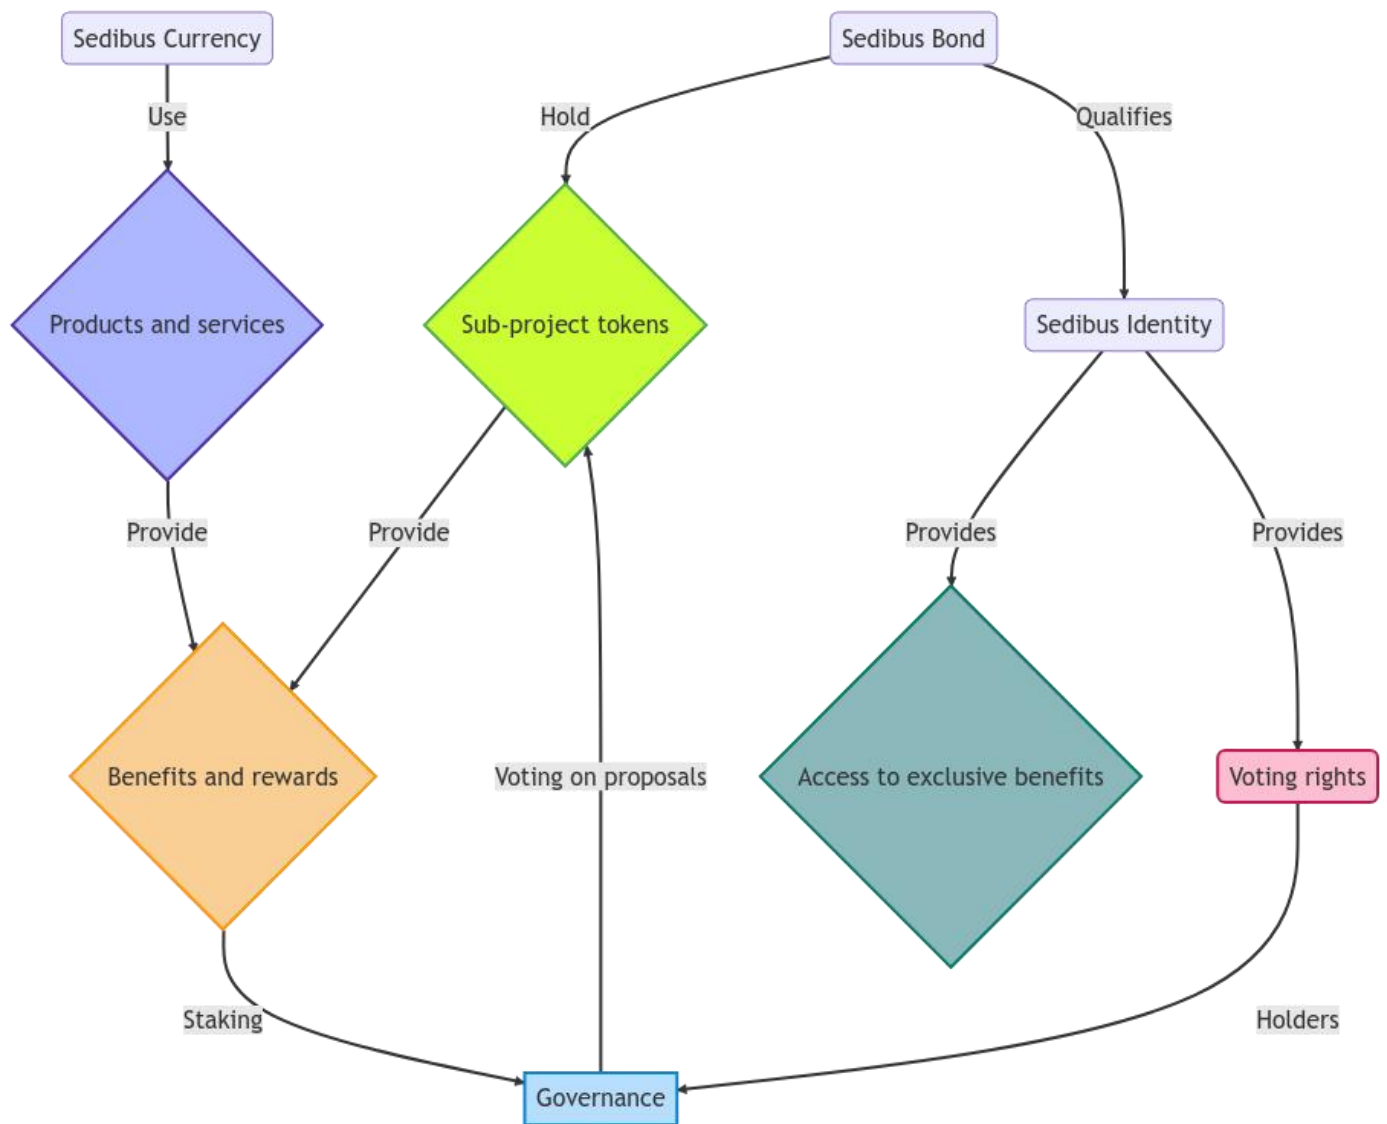 Sedibus Currency
Sedibus Bond
Use
Hold
Qualifies
Products and services
Sub-project tokens
Sedibus Identity
Provide
Provide
Provides
Provides
Benefits and rewards
Voting on proposals
Access to exclusive benefits
Voting rights
Staking
Holders
Governance